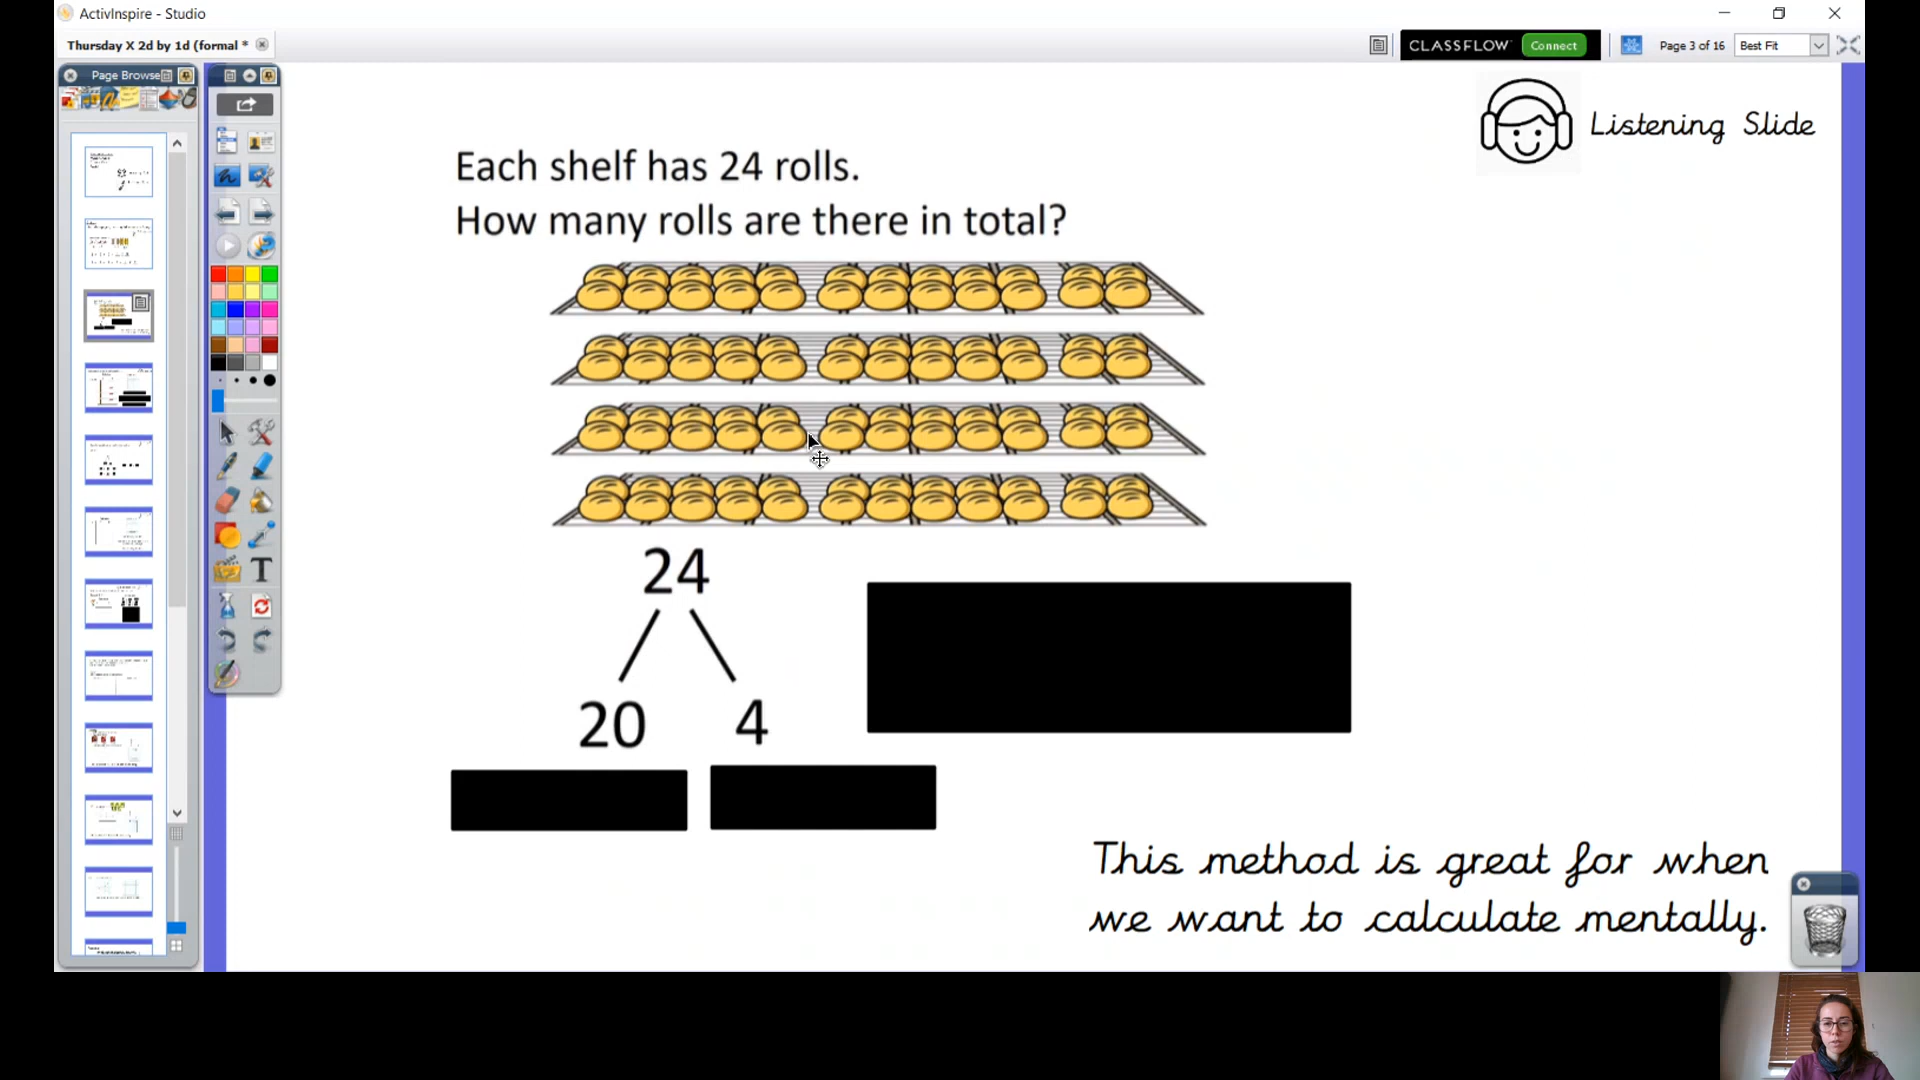 ActivInspire - Studio
Thursday X 2d by 1d (formal *
CLASSFLOW Connect
Page 3 of 16
Best Fit
Page Browse
Listening Slide
Each shelf has 24 rolls.
How many rolls are there in total?
24
20 4
This method is great for when
we want to calculate mentally.